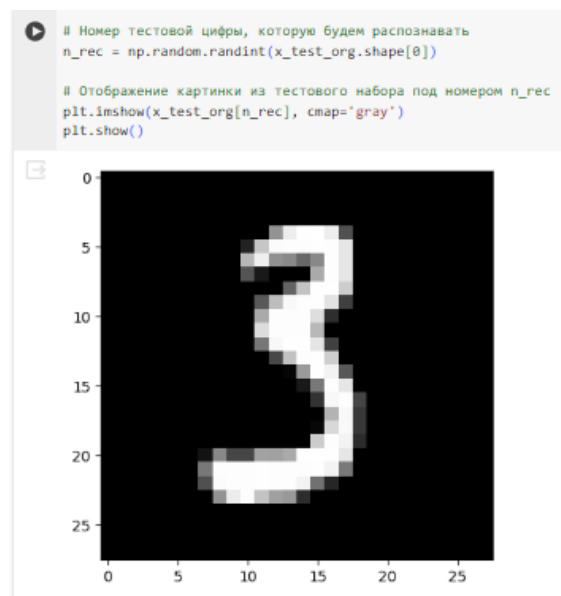 # Номер тестовой цифры, которую будем распознавать
n_rec = np.random.randint(x_test_org.shape[0])
# Отображение картинки из тестового набора под номером n_rec
plt.imshow(x_test_org[n_rec], cmap='gray')
plt.show()
0
5
10
15
20
25
3
0 5 10 15 20 25